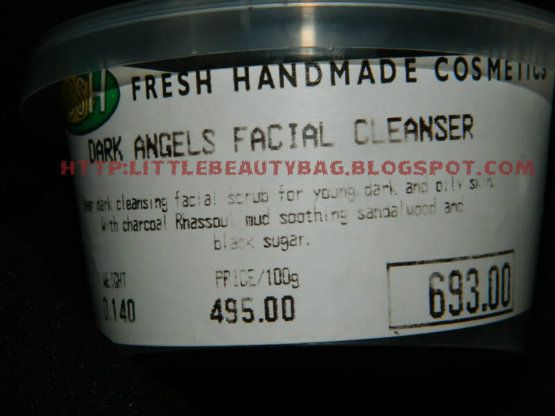 FRESH HANDMADE COSMETICS
DARK ANGELS FACIAL CLEANSER
HTTP:LITTLEBEAUTYBAG.BLOGSPOT.COM
dark cleansing facial scrub for young, dark and oily skin.
With charcoal Rhassoul mud soothing sandalwood and
black sugar.
PRICE/100g
0.140 495.00 693.00